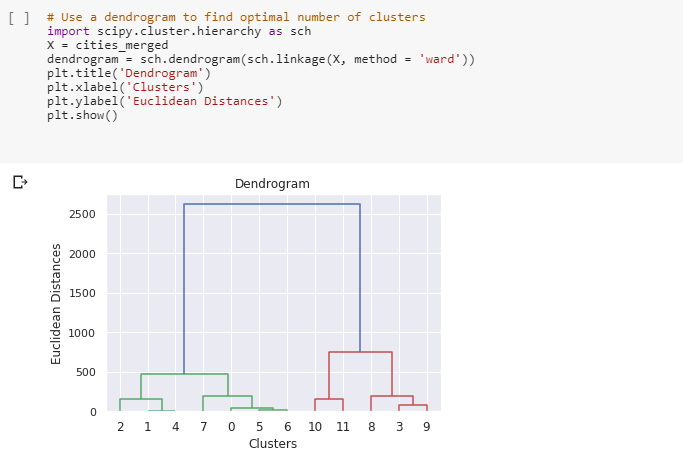 [ ] # Use a dendrogram to find optimal number of clusters
import scipy.cluster.hierarchy as sch
X = cities_merged
dendrogram = sch.dendrogram(sch.linkage(X, method = 'ward'))
plt.title('Dendrogram')
plt.xlabel('Clusters')
plt.ylabel('Euclidean Distances')
plt.show()
Dendrogram
Euclidean Distances
2500
2000
1500
1000
500
0
2 1 4 7 0 5 6 10 11 8 3 9
Clusters